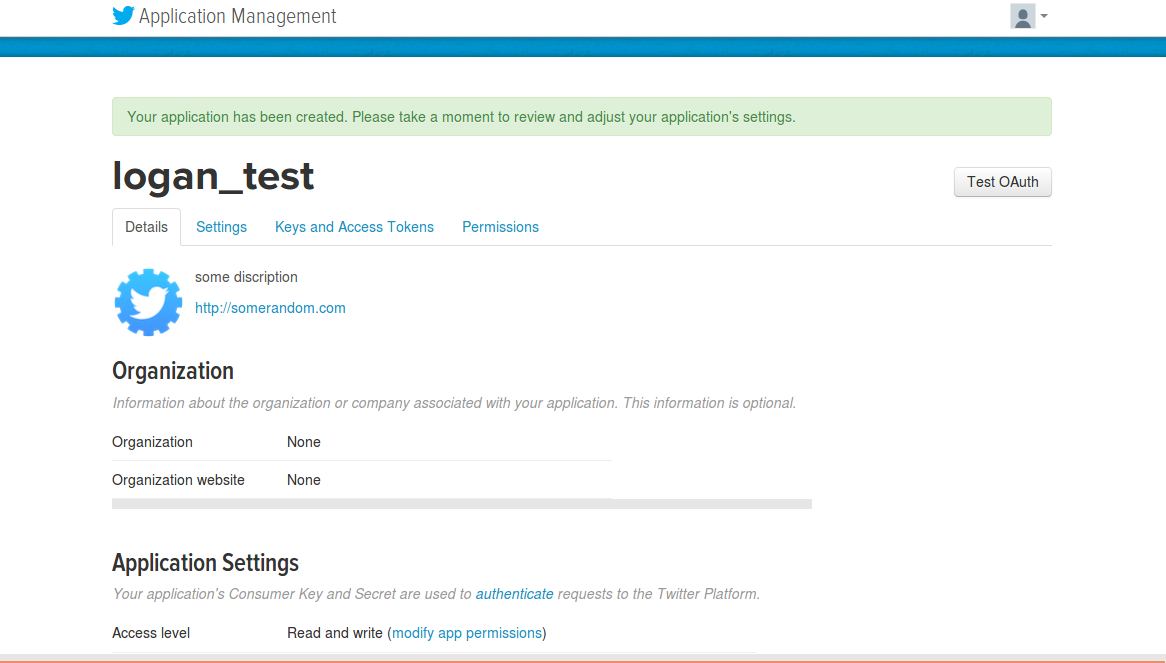 Application Management
Your application has been created. Please take a moment to review and adjust your application's settings.
logan_test
Test OAuth
Details Settings Keys and Access Tokens Permissions
some discription
http://somerandom.com
Organization
Information about the organization or company associated with your application. This information is optional.
Organization None
Organization website None
Application Settings
Your application's Consumer Key and Secret are used to authenticate requests to the Twitter Platform.
Access level Read and write (modify app permissions)